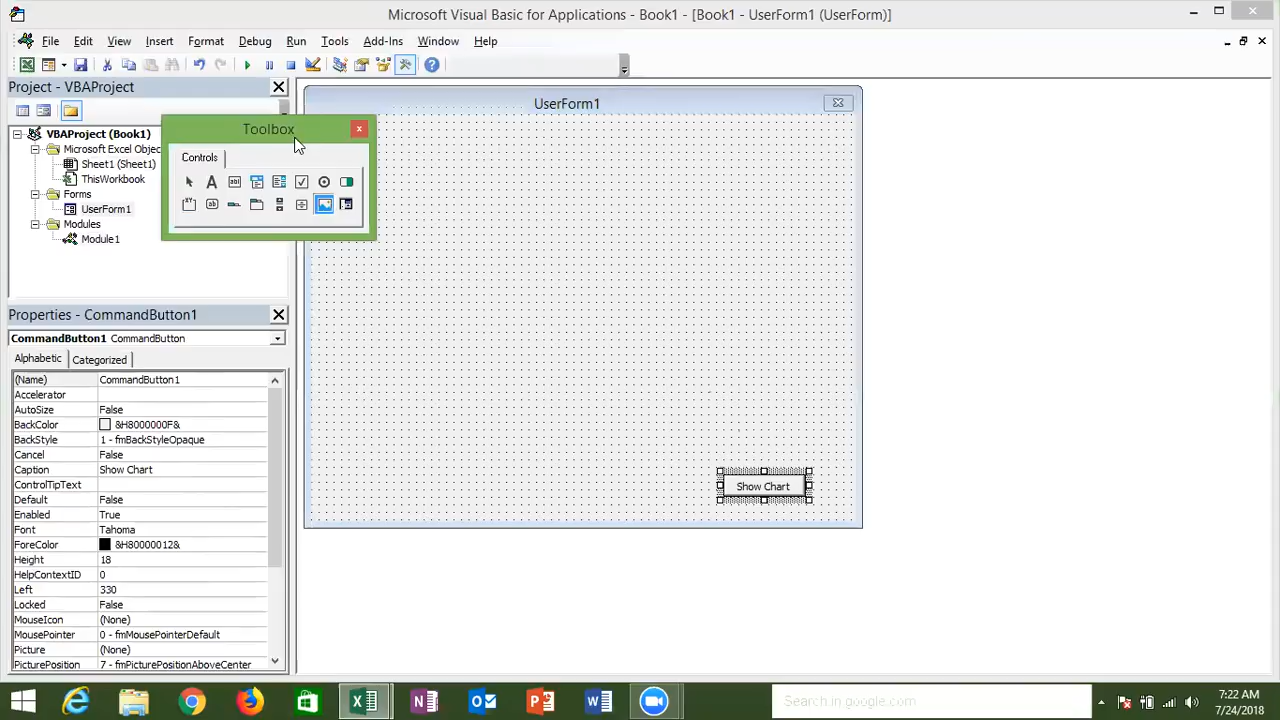 Microsoft Visual Basic for Applications - Book1 - [Book1 - UserForm1 (UserForm)]
File Edit View Insert Format Debug Run Tools Add-Ins Window Help
Project - VBAProject
VBAProject (Book1)
Microsoft Excel Objec
Sheet1 (Sheet1)
ThisWorkbook
Forms
UserForm1
Modules
Module1
Toolbox
Controls
UserForm1
Show Chart
Properties - CommandButton1
CommandButton1 CommandButton
Alphabetic Categorized
(Name) CommandButton1
Accelerator
AutoSize False
BackColor &H8000000F&
BackStyle 1 - fmBackStyleOpaque
Cancel False
Caption Show Chart
ControlTipText
Default False
Enabled True
Font Tahoma
ForeColor &H80000012&
Height 18
HelpContextID 0
Left 330
Locked False
MouseIcon (None)
MousePointer 0 - fmMousePointerDefault
Picture (None)
PicturePosition 7 - fmPicturePositionAboveCenter
Search in google.com
7:22 AM
7/24/2018